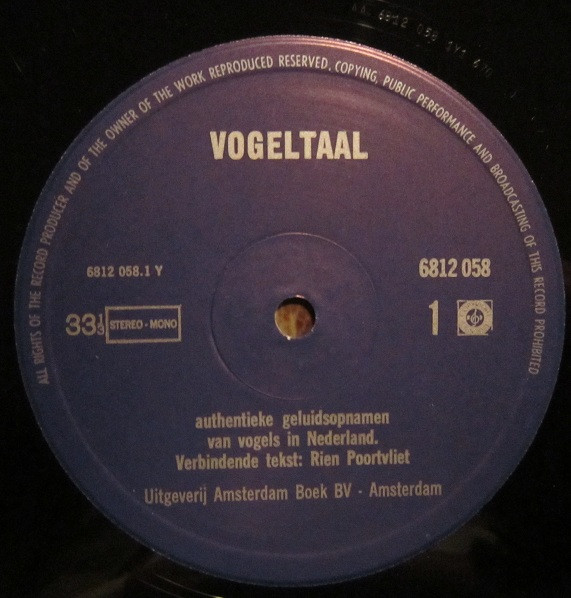 ALL RIGHTS OF THE RECORD PRODUCER AND OF THE OWNER OF THE WORK REPRODUCED RESERVED. COPYING, PUBLIC PERFORMANCE AND BROADCASTING OF THIS RECORD PROHIBITED
VOGELTAAL
6812 058.1 Y
6812 058
33 1/3 STEREO - MONO
1
authentieke geluidsopnamen
van vogels in Nederland.
Verbindende tekst: Rien Poortvliet
Uitgeverij Amsterdam Boek BV - Amsterdam